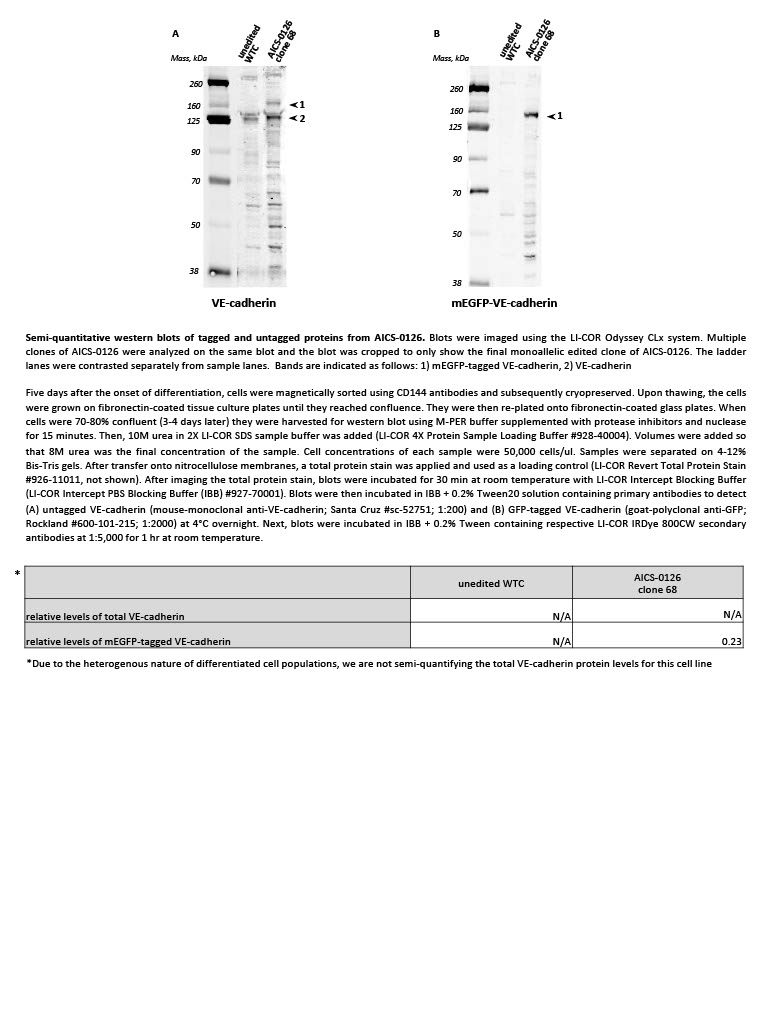 A
unedited
WTC
AICS-0126
clone 68
Mass, kDa
260
160
125
90
70
50
38
1
2
VE-cadherin
B
unedited
WTC
AICS-0126
clone 68
Mass, kDa
260
160
125
90
70
50
38
1
mEGFP-VE-cadherin
Semi-quantitative western blots of tagged and untagged proteins from AICS-0126. Blots were imaged using the LI-COR Odyssey CLx system. Multiple
clones of AICS-0126 were analyzed on the same blot and the blot was cropped to only show the final monoallelic edited clone of AICS-0126. The ladder
lanes were contrasted separately from sample lanes. Bands are indicated as follows: 1) mEGFP-tagged VE-cadherin, 2) VE-cadherin
Five days after the onset of differentiation, cells were magnetically sorted using CD144 antibodies and subsequently cryopreserved. Upon thawing, the cells
were grown on fibronectin-coated tissue culture plates until they reached confluence. They were then re-plated onto fibronectin-coated glass plates. When
cells were 70-80% confluent (3-4 days later) they were harvested for western blot using M-PER buffer supplemented with protease inhibitors and nuclease
for 15 minutes. Then, 10M urea in 2X LI-COR SDS sample buffer was added (LI-COR 4X Protein Sample Loading Buffer #928-40004). Volumes were added so
that 8M urea was the final concentration of the sample. Cell concentrations of each sample were 50,000 cells/ul. Samples were separated on 4-12%
Bis-Tris gels. After transfer onto nitrocellulose membranes, a total protein stain was applied and used as a loading control (LI-COR Revert Total Protein Stain
#926-11011, not shown). After imaging the total protein stain, blots were incubated for 30 min at room temperature with LI-COR Intercept Blocking Buffer
(LI-COR Intercept PBS Blocking Buffer (IBB) #927-70001). Blots were then incubated in IBB + 0.2% Tween20 solution containing primary antibodies to detect
(A) untagged VE-cadherin (mouse-monoclonal anti-VE-cadherin; Santa Cruz #sc-52751; 1:200) and (B) GFP-tagged VE-cadherin (goat-polyclonal anti-GFP;
Rockland #600-101-215; 1:2000) at 4°C overnight. Next, blots were incubated in IBB + 0.2% Tween containing respective LI-COR IRDye 800CW secondary
antibodies at 1:5,000 for 1 hr at room temperature.
*
unedited WTC
AICS-0126
clone 68
relative levels of total VE-cadherin N/A N/A
relative levels of mEGFP-tagged VE-cadherin N/A 0.23
*Due to the heterogenous nature of differentiated cell populations, we are not semi-quantifying the total VE-cadherin protein levels for this cell line